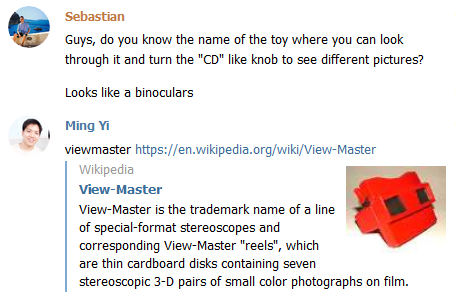 Sebastian
Guys, do you know the name of the toy where you can look
through it and turn the "CD" like knob to see different pictures?
Looks like a binoculars
Ming Yi
viewmaster https://en.wikipedia.org/wiki/View-Master
Wikipedia
View-Master
View-Master is the trademark name of a line
of special-format stereoscopes and
corresponding View-Master "reels", which
are thin cardboard disks containing seven
stereoscopic 3-D pairs of small color photographs on film.